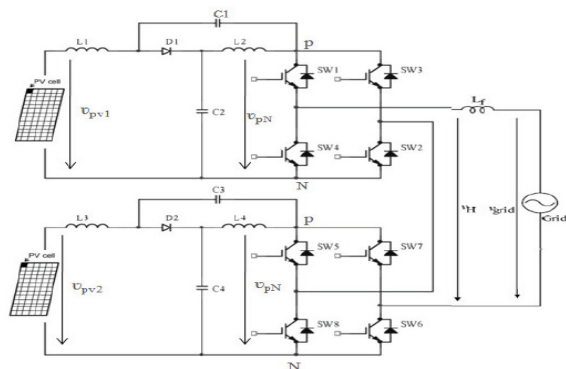 C1
L1
D1
L2
p
PV cell
SW1
SW3
υpv1
C2
υpN
Lf
SW4
SW2
N
C3
L3
D2
L4
p
υH
υgrid
Grid
PV cell
SW5
SW7
υpv2
C4
υpN
SW8
SW6
N